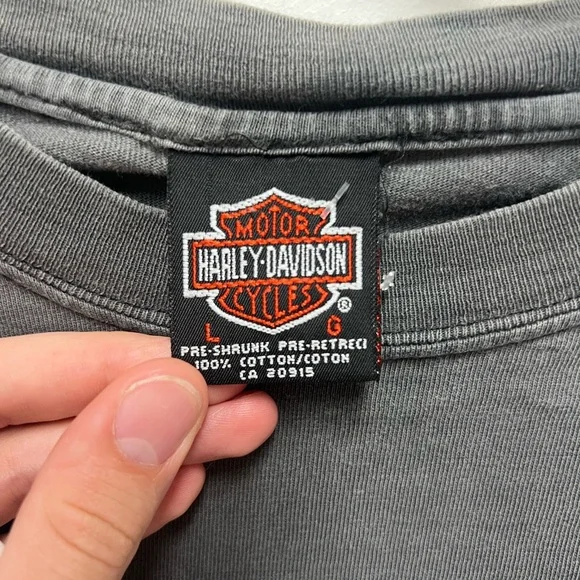 MOTOR
HARLEY-DAVIDSON
CYCLES
®
L G
PRE-SHRUNK PRE-RETRECI
100% COTTON/COTON
CA 20915